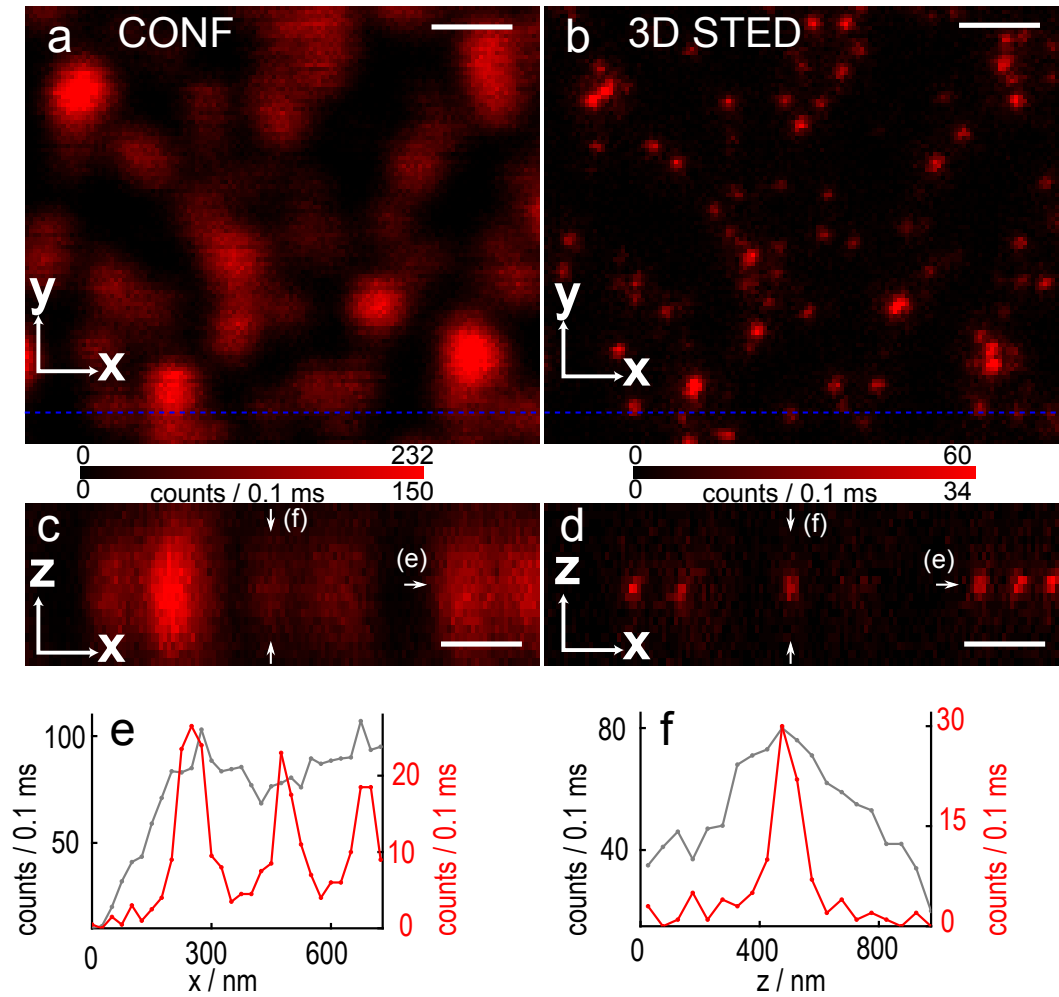 a CONF
b 3D STED
y
x
y
x
0 232
0 counts / 0.1 ms 150
0 60
0 counts / 0.1 ms 34
c
(f)
(e)
z
x
d
(f)
(e)
z
x
e
100
50
counts / 0.1 ms
20
10
0
counts / 0.1 ms
0 300 600
x / nm
f
80
40
counts / 0.1 ms
30
15
0
counts / 0.1 ms
0 400 800
z / nm